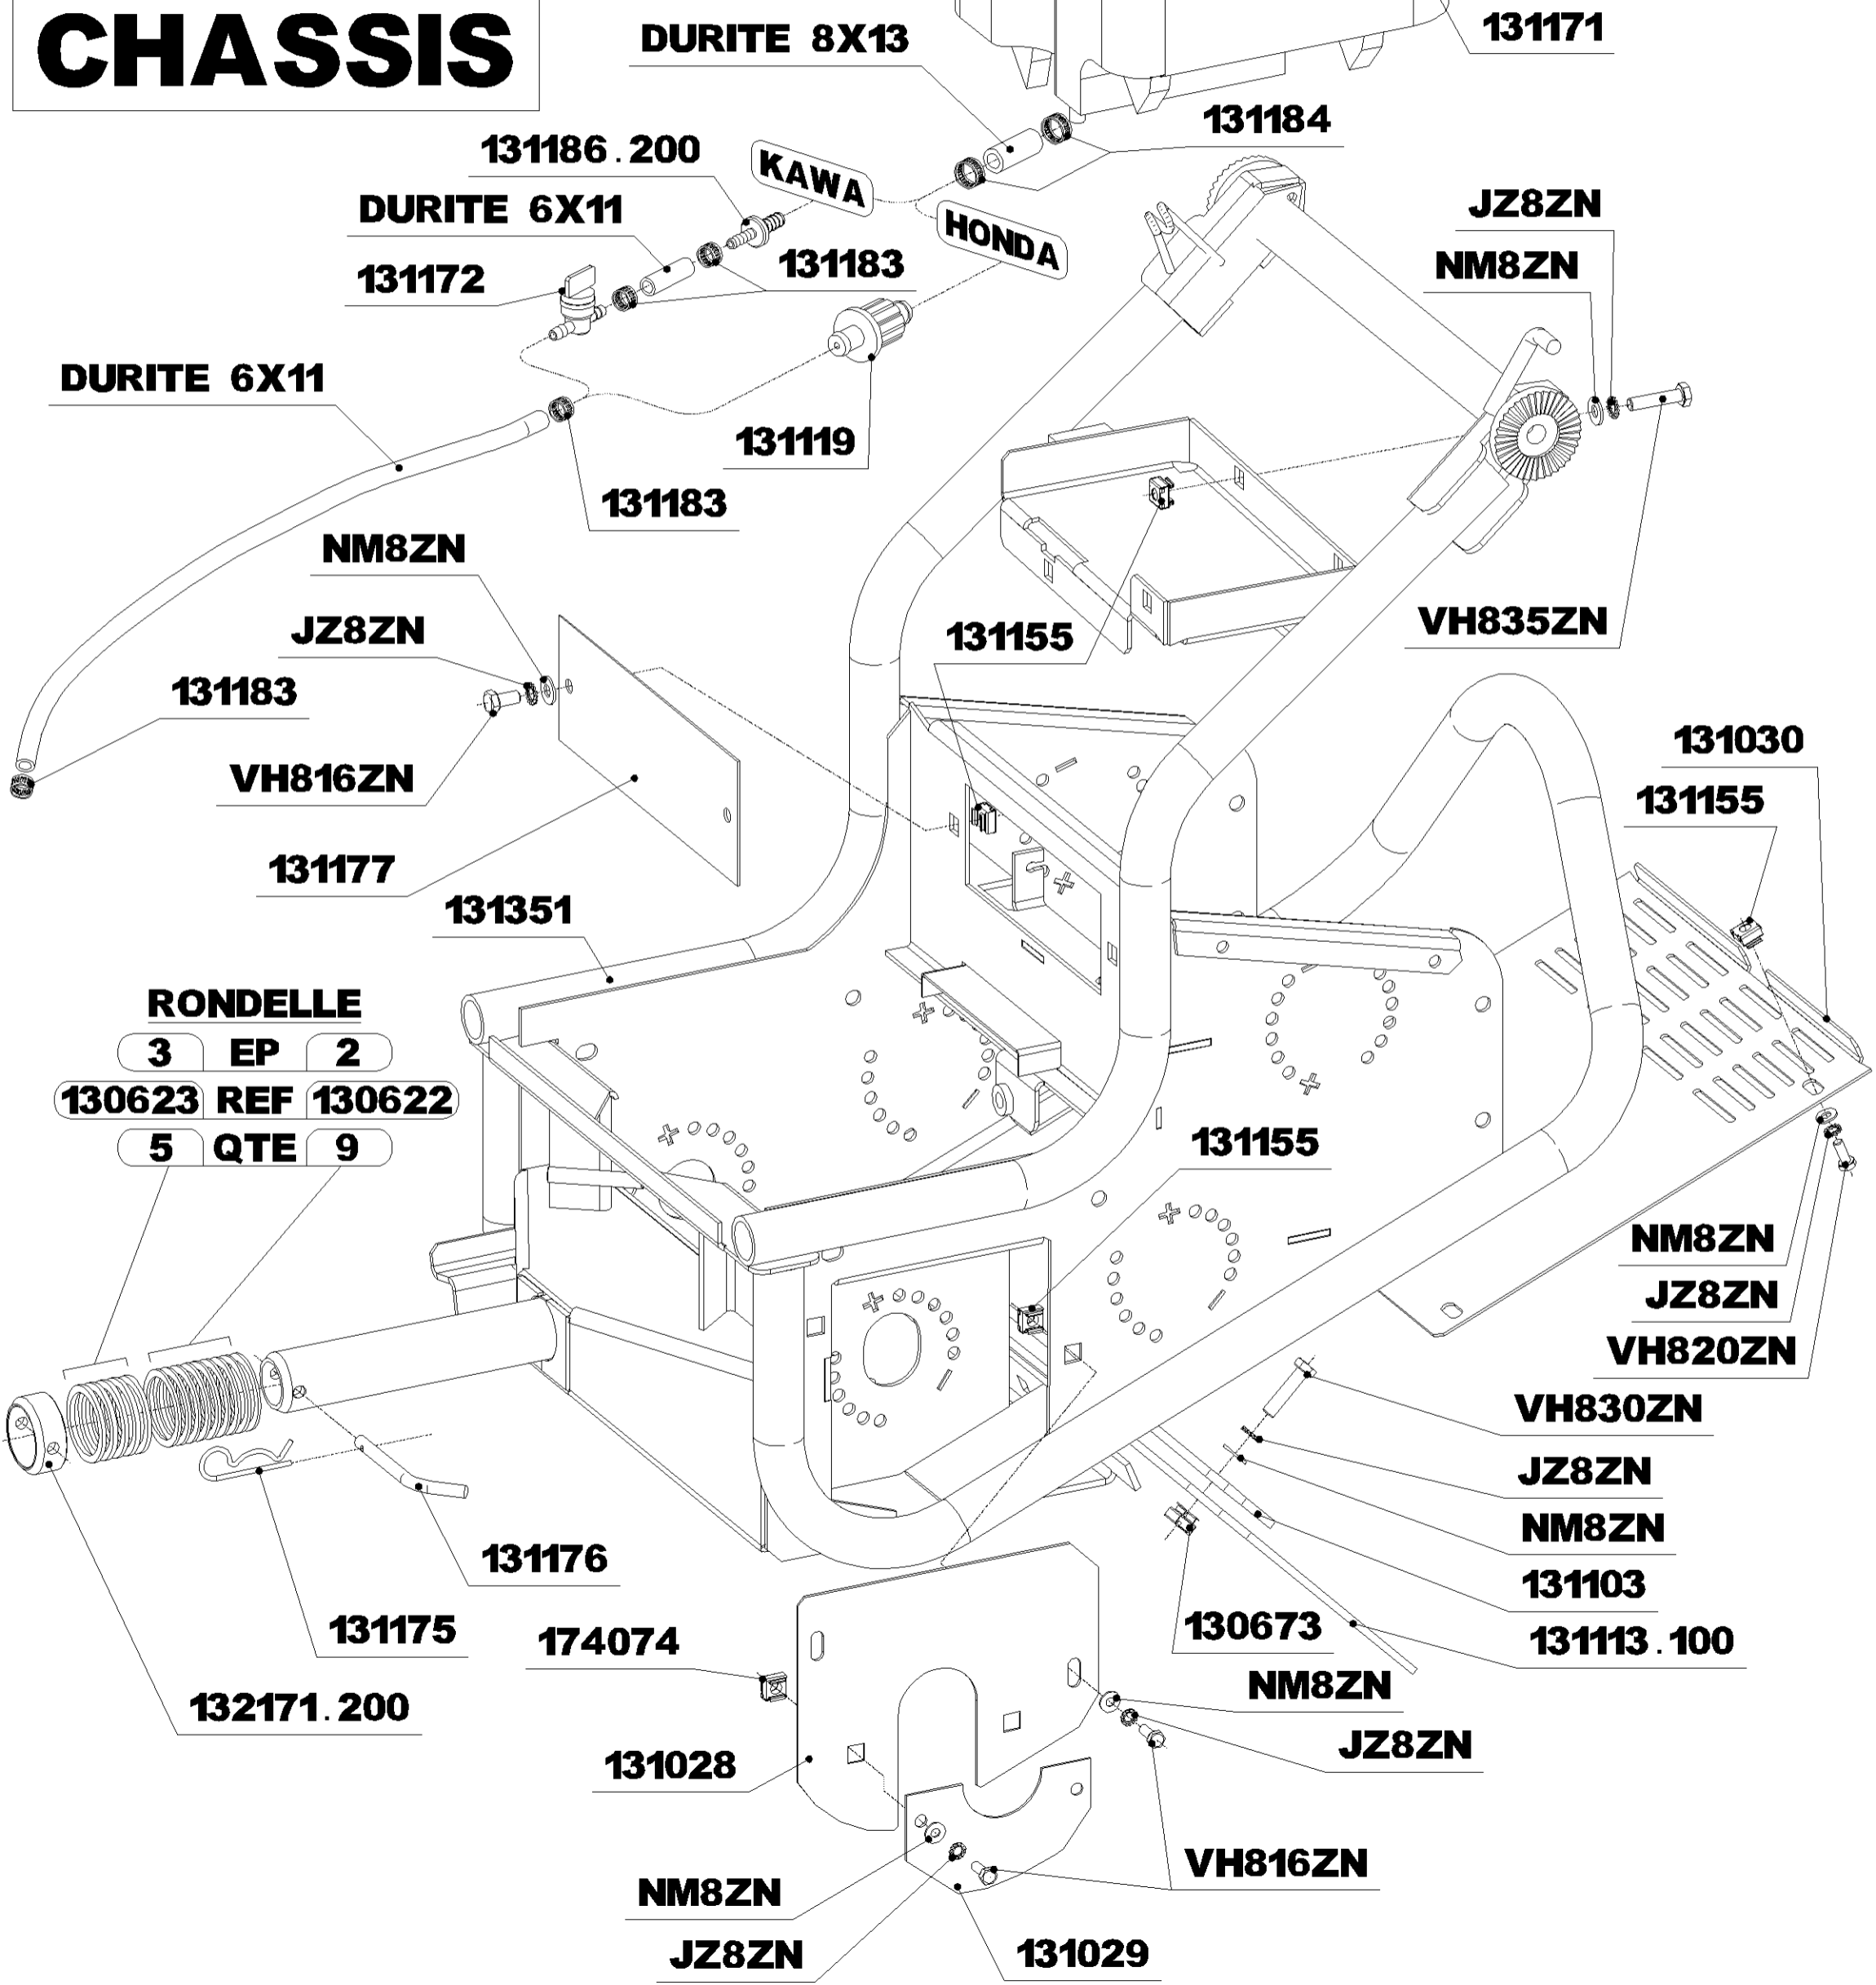 CHASSIS
DURITE 8X13
131171
131186.200
KAWA
131184
DURITE 6X11
HONDA
JZ8ZN
131172
131183
NM8ZN
DURITE 6X11
131119
131183
NM8ZN
JZ8ZN
131155
VH835ZN
131183
VH816ZN
131030
131155
131177
131351
RONDELLE
3 EP 2
130623 REF 130622
5 QTE 9
131155
NM8ZN
JZ8ZN
VH820ZN
VH830ZN
JZ8ZN
NM8ZN
131176
131103
131175
174074
130673
131113.100
132171.200
NM8ZN
131028
JZ8ZN
NM8ZN
VH816ZN
JZ8ZN
131029